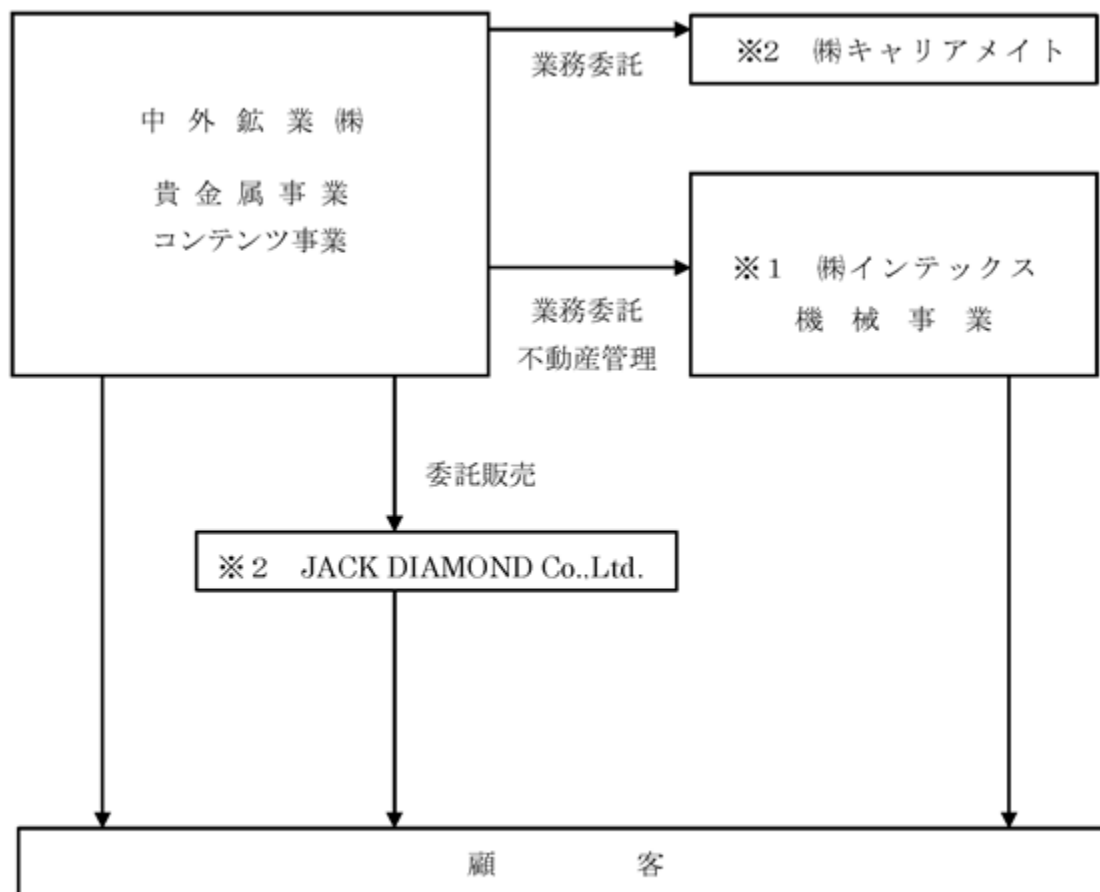 中外鉱業㈱
貴金属事業
コンテンツ事業
業務委託
※2 ㈱キャリアメイト
業務委託
不動産管理
※1 ㈱インテックス
機械事業
委託販売
※2 JACK DIAMOND Co.,Ltd.
顧客